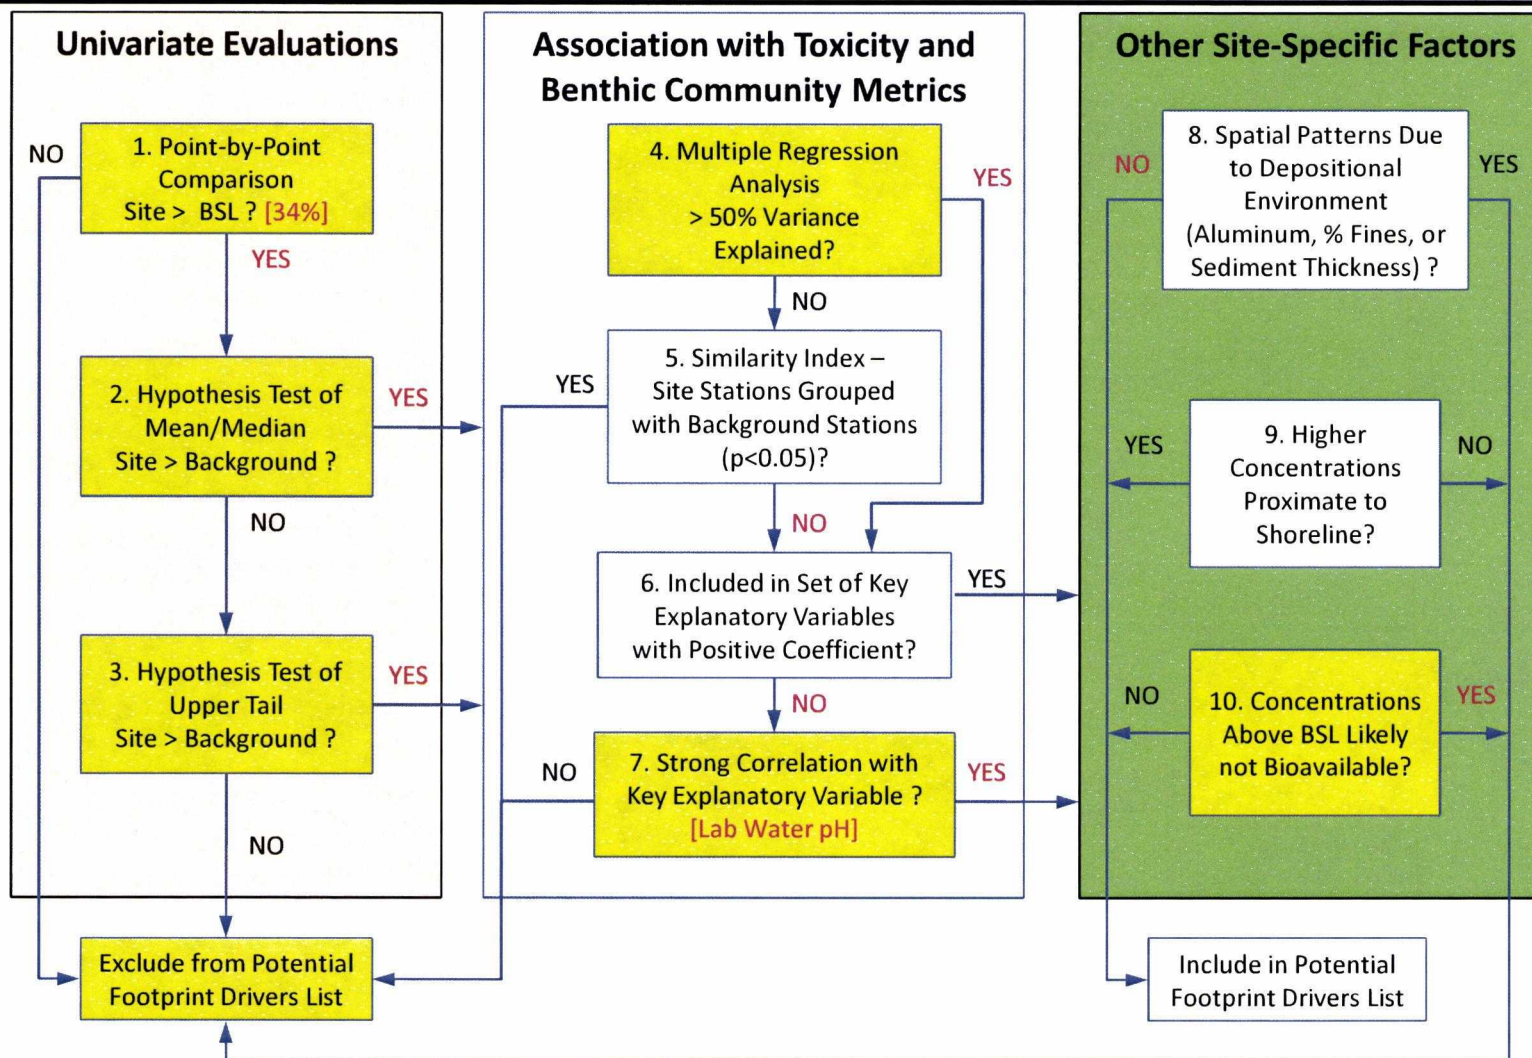 Univariate Evaluations
NO
1. Point-by-Point
Comparison
Site > BSL ? [34%]
YES
2. Hypothesis Test of
Mean/Median
Site > Background ?
YES
NO
3. Hypothesis Test of
Upper Tail
Site > Background ?
YES
NO
Exclude from Potential
Footprint Drivers List
Association with Toxicity and
Benthic Community Metrics
4. Multiple Regression
Analysis
> 50% Variance
Explained?
YES
NO
YES
5. Similarity Index –
Site Stations Grouped
with Background Stations
(p<0.05)?
NO
6. Included in Set of Key
Explanatory Variables
with Positive Coefficient?
YES
NO
NO
7. Strong Correlation with
Key Explanatory Variable ?
[Lab Water pH]
YES
Other Site-Specific Factors
NO
8. Spatial Patterns Due
to Depositional
Environment
(Aluminum, % Fines, or
Sediment Thickness) ?
YES
YES
9. Higher
Concentrations
Proximate to
Shoreline?
NO
NO
10. Concentrations
Above BSL Likely
not Bioavailable?
YES
Include in Potential
Footprint Drivers List